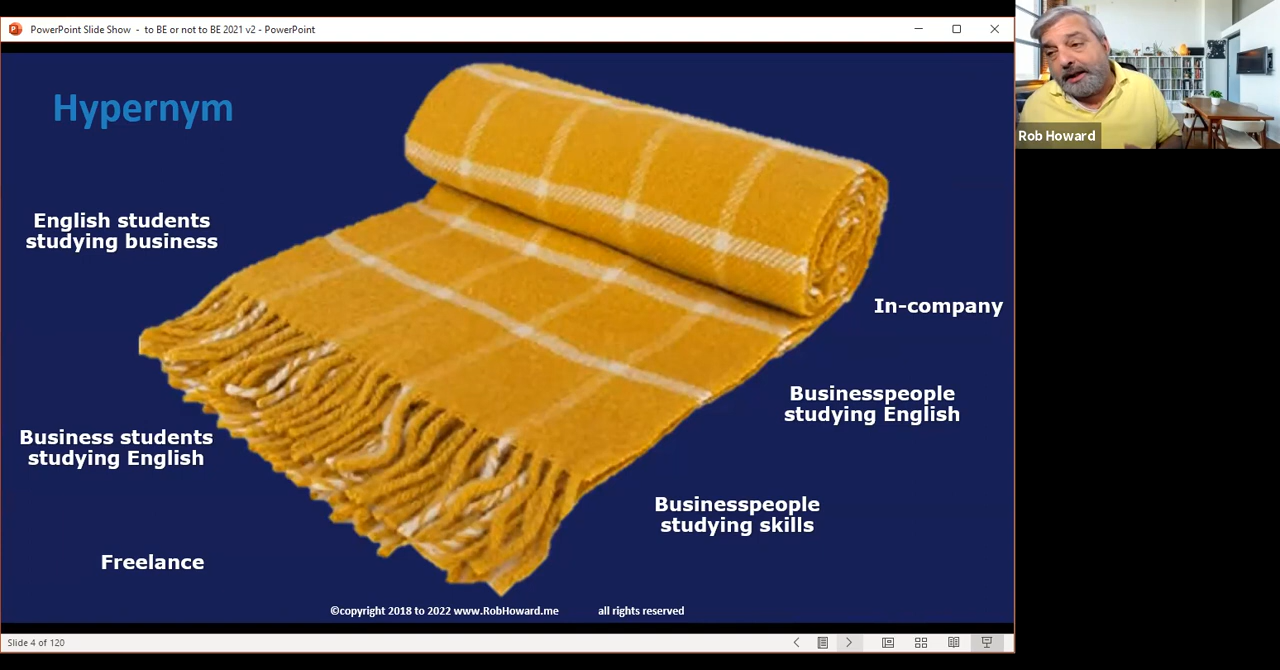 PowerPoint Slide Show - to BE or not to BE 2021 v2 - PowerPoint
Hypernym
English students
studying business
In-company
Businesspeople
studying English
Business students
studying English
Businesspeople
studying skills
Freelance
©copyright 2018 to 2022 www.RobHoward.me all rights reserved
Slide 4 of 120
Rob Howard